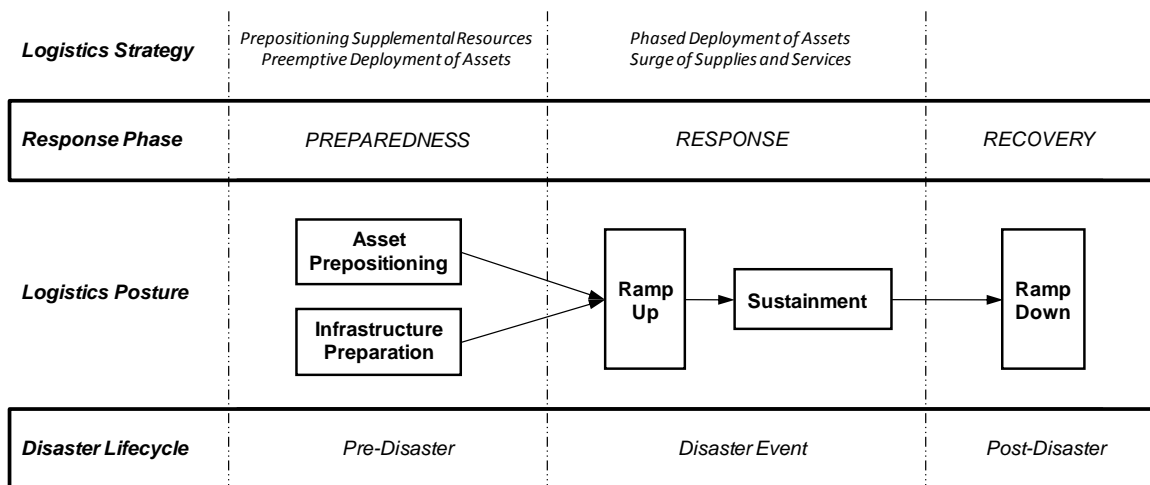 Logistics Strategy
Prepositioning Supplemental Resources
Preemptive Deployment of Assets
Phased Deployment of Assets
Surge of Supplies and Services
Response Phase
PREPAREDNESS
RESPONSE
RECOVERY
Logistics Posture
Asset
Prepositioning
Infrastructure
Preparation
Ramp
Up
Sustainment
Ramp
Down
Disaster Lifecycle
Pre-Disaster
Disaster Event
Post-Disaster